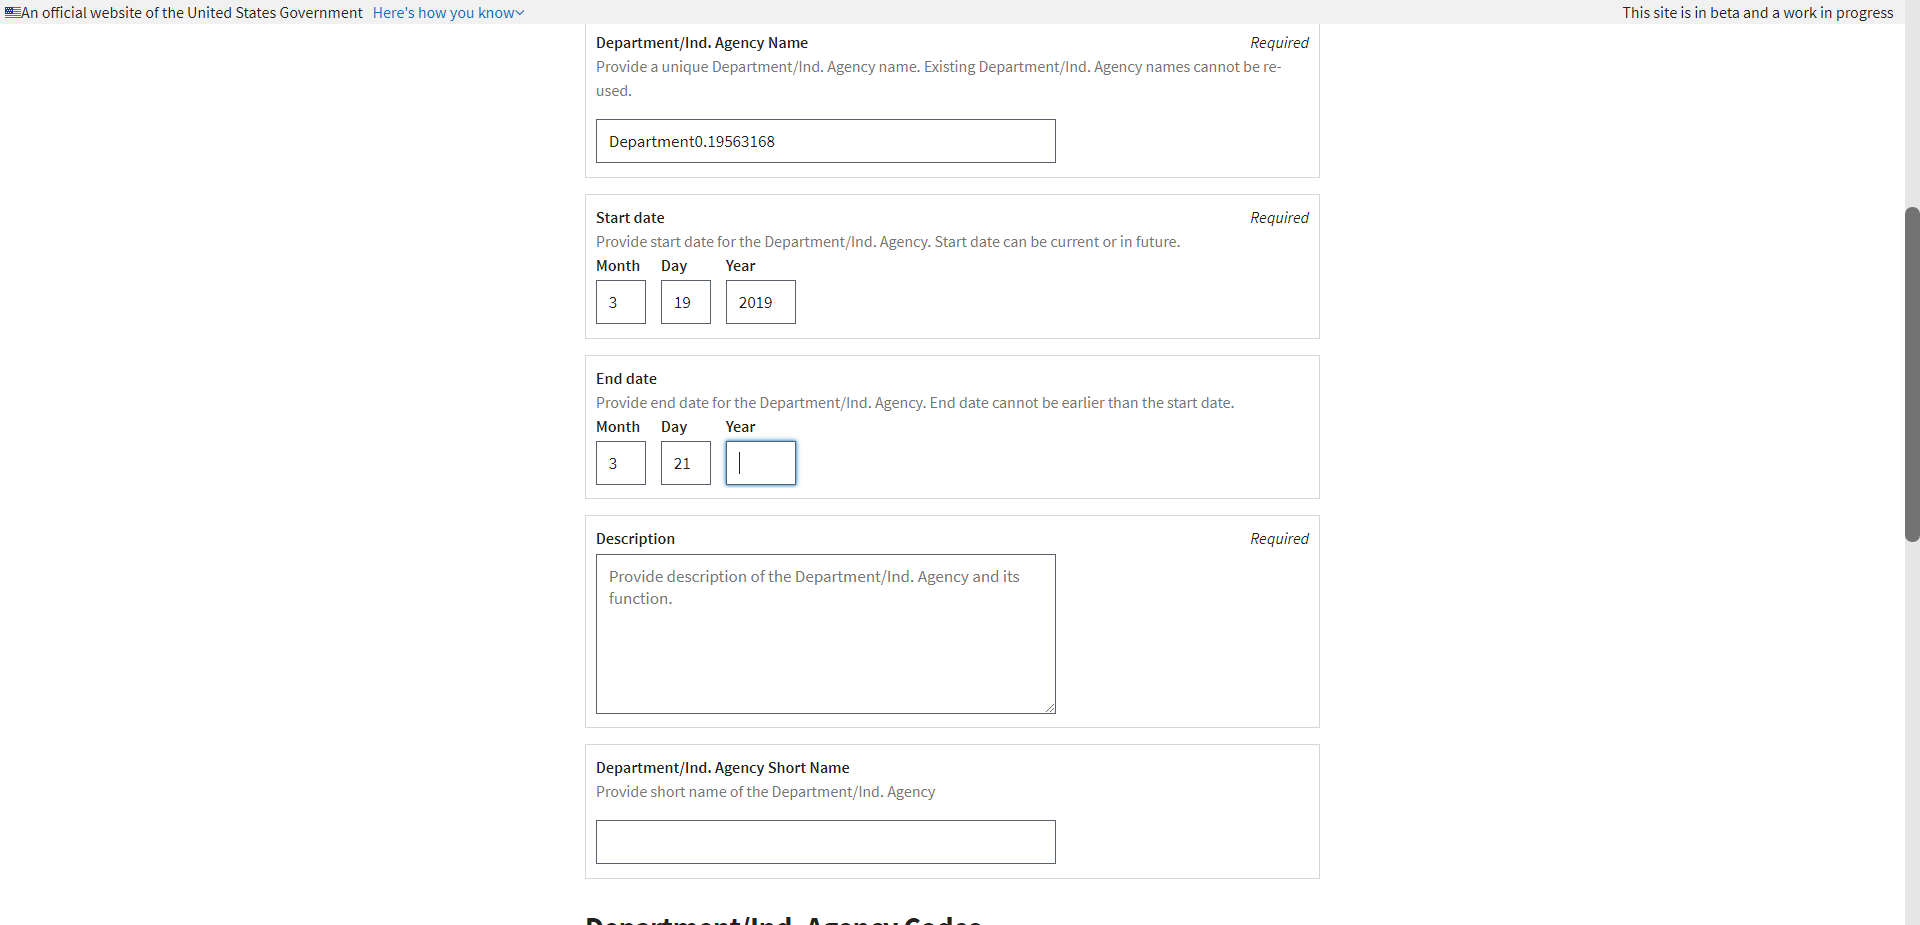 An official website of the United States Government Here's how you know
This site is in beta and a work in progress
Department/Ind. Agency Name
Required
Provide a unique Department/Ind. Agency name. Existing Department/Ind. Agency names cannot be re-
used.
Department0.19563168
Start date
Required
Provide start date for the Department/Ind. Agency. Start date can be current or in future.
Month Day Year
3 19 2019
End date
Provide end date for the Department/Ind. Agency. End date cannot be earlier than the start date.
Month Day Year
3 21
Description
Required
Provide description of the Department/Ind. Agency and its
function.
Department/Ind. Agency Short Name
Provide short name of the Department/Ind. Agency
Department/Ind. Agency Codes